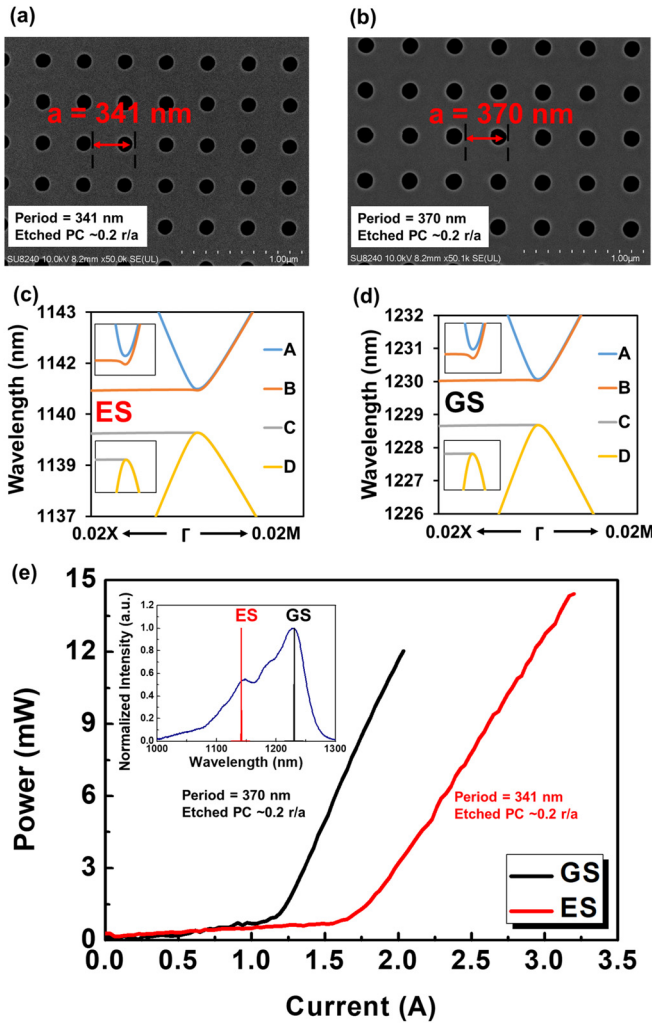 (a)
a = 341 nm
Period = 341 nm
Etched PC ~0.2 r/a
SU8240 10.0kV 8.2mm x50.0k SE(UL)
1.00µm
(b)
a = 370 nm
Period = 370 nm
Etched PC ~0.2 r/a
SU8240 10.0kV 8.2mm x50.1k SE(UL)
1.00µm
(c)
Wavelength (nm)
1143
1142
1140
1139
1137
ES
A
B
C
D
0.02X
Γ
0.02M
(d)
Wavelength (nm)
1232
1231
1230
1229
1228
1227
1226
GS
A
B
C
D
0.02X
Γ
0.02M
(e)
Power (mW)
15
12
9
6
3
0
Normalized Intensity (a.u.)
1.0
0.8
0.6
0.4
0.2
0.0
ES
GS
1000
1100
1200
1300
Wavelength (nm)
Period = 370 nm
Etched PC ~0.2 r/a
Period = 341 nm
Etched PC ~0.2 r/a
GS
ES
0.0
0.5
1.0
1.5
2.0
2.5
3.0
3.5
Current (A)